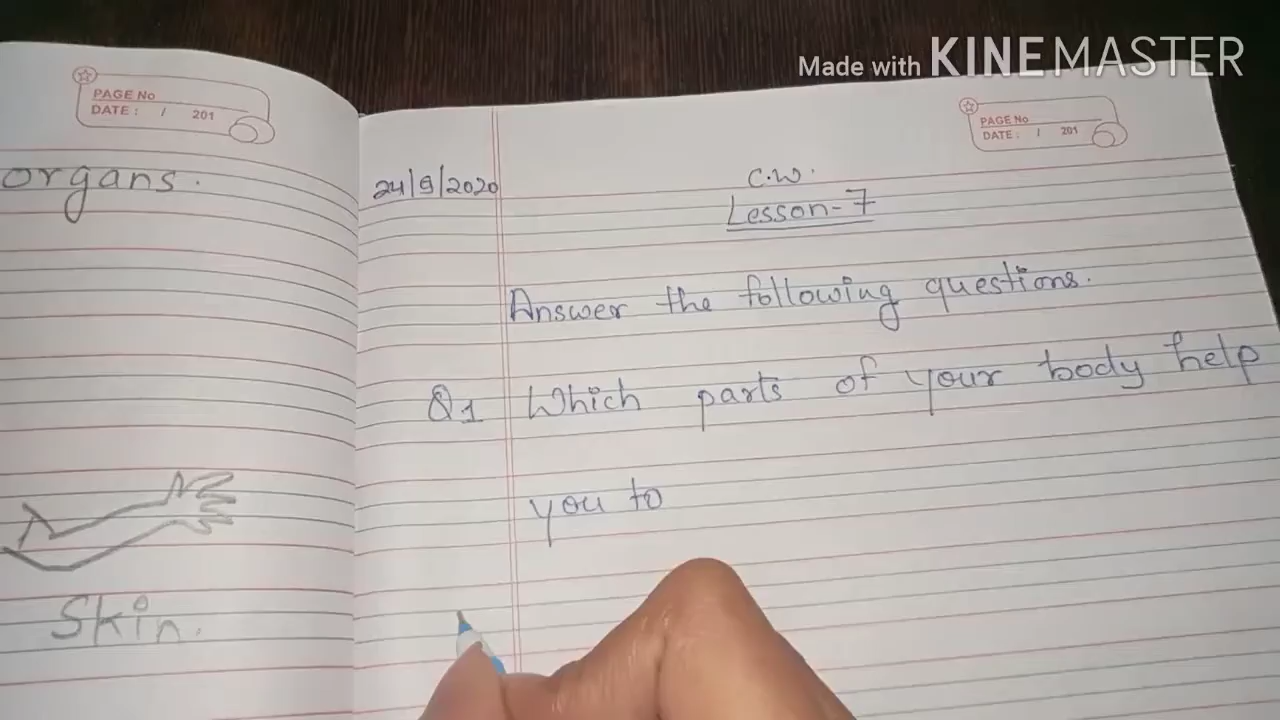 Made with KINEMASTER
PAGE No
DATE : / 201
organs.
Skin.
PAGE No
DATE : / 201
24/9/2020
C.W.
Lesson-7
Answer the following questions.
Q1 Which parts of your body help
you to